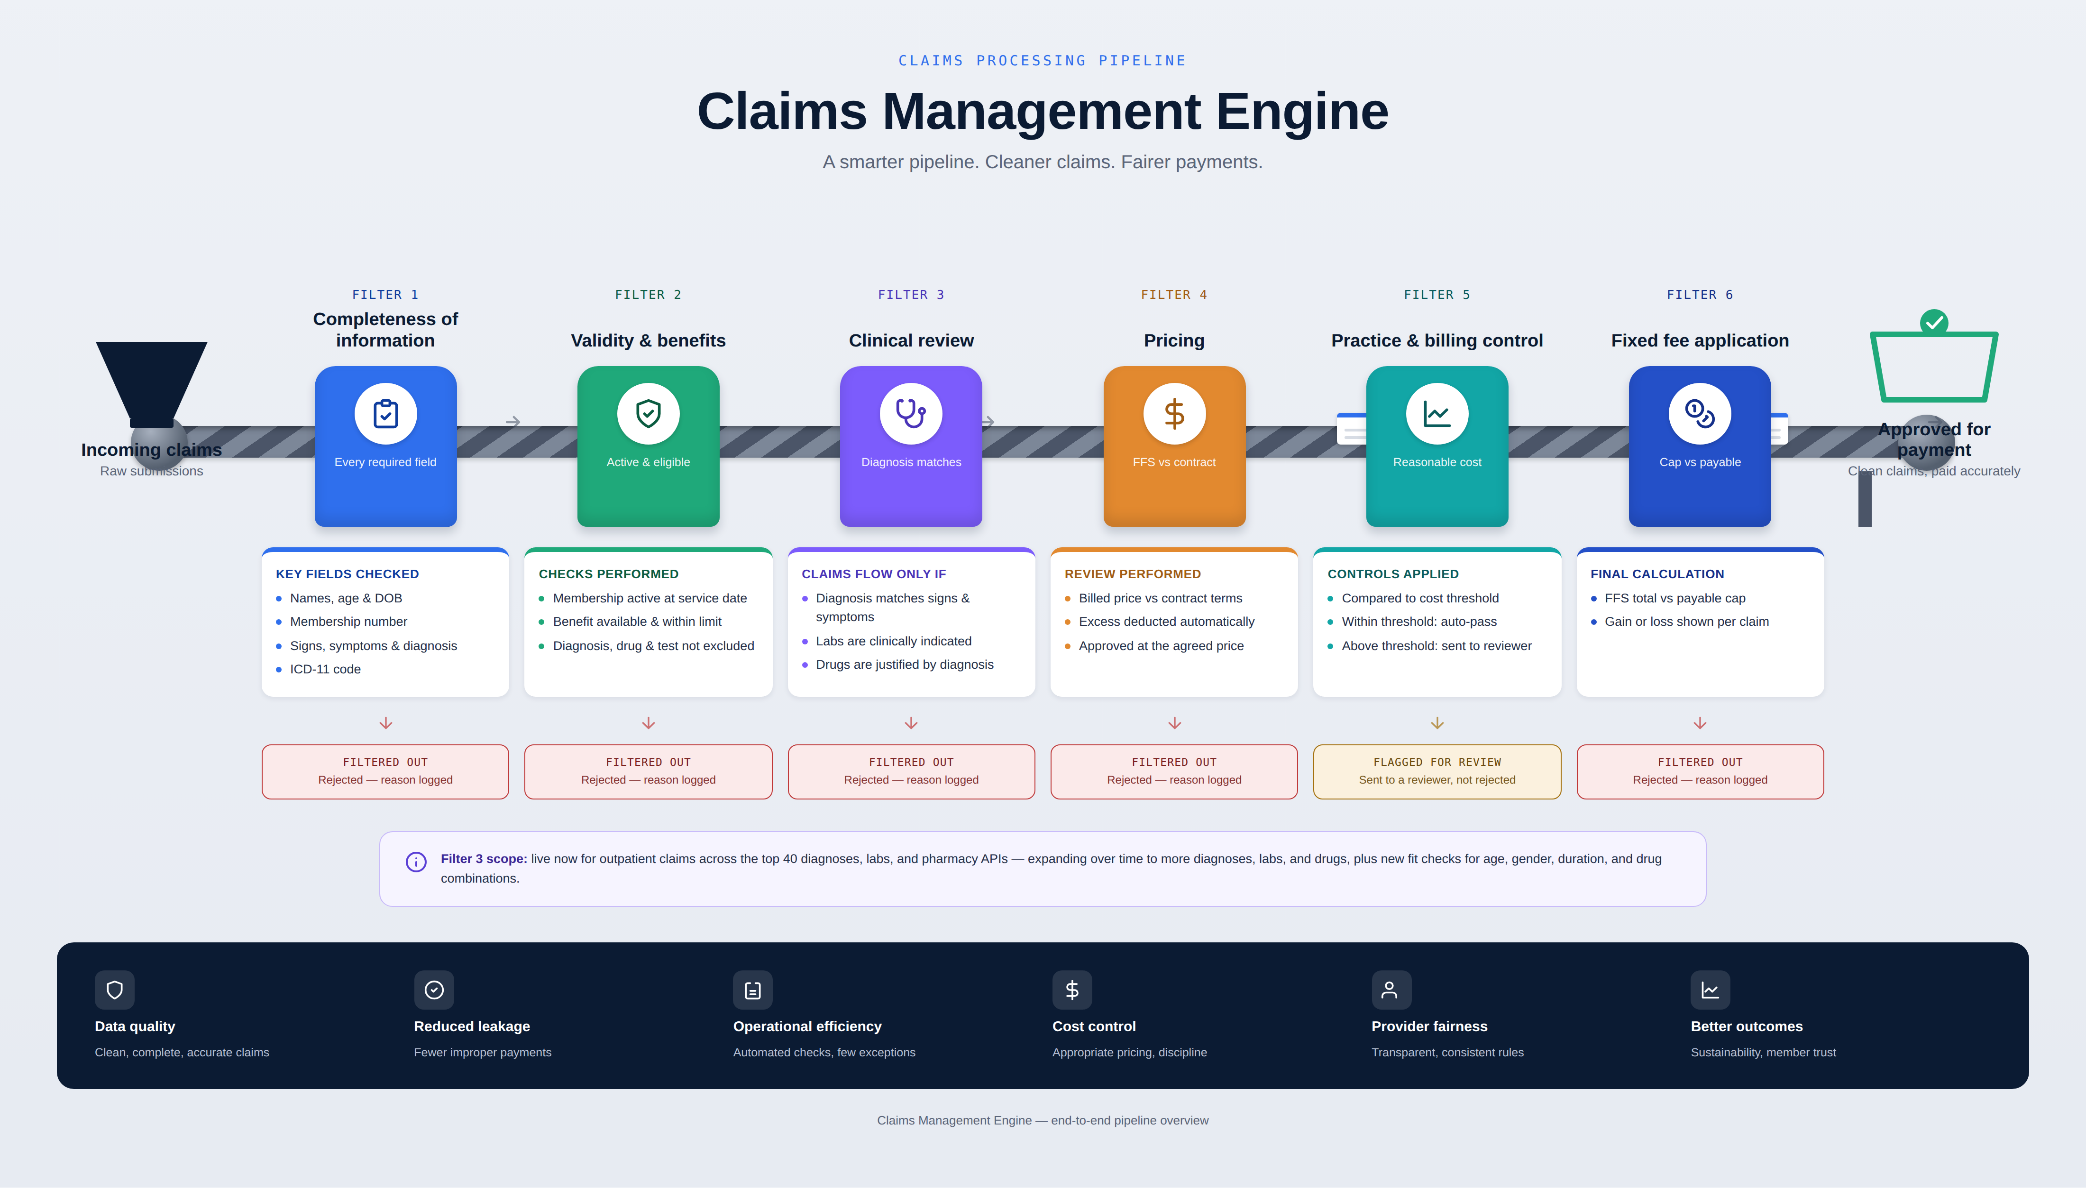 CLAIMS PROCESSING PIPELINE
Claims Management Engine
A smarter pipeline. Cleaner claims. Fairer payments.
Incoming claims
Raw submissions
FILTER 1
Completeness of
information
Every required field
FILTER 2
Validity & benefits
Active & eligible
FILTER 3
Clinical review
Diagnosis matches
FILTER 4
Pricing
FFS vs contract
FILTER 5
Practice & billing control
Reasonable cost
FILTER 6
Fixed fee application
Cap vs payable
Approved for
payment
Clean claims, paid accurately
KEY FIELDS CHECKED
Names, age & DOB
Membership number
Signs, symptoms & diagnosis
ICD-11 code
CHECKS PERFORMED
Membership active at service date
Benefit available & within limit
Diagnosis, drug & test not excluded
CLAIMS FLOW ONLY IF
Diagnosis matches signs &
symptoms
Labs are clinically indicated
Drugs are justified by diagnosis
REVIEW PERFORMED
Billed price vs contract terms
Excess deducted automatically
Approved at the agreed price
CONTROLS APPLIED
Compared to cost threshold
Within threshold: auto-pass
Above threshold: sent to reviewer
FINAL CALCULATION
FFS total vs payable cap
Gain or loss shown per claim
FILTERED OUT
Rejected — reason logged
FILTERED OUT
Rejected — reason logged
FILTERED OUT
Rejected — reason logged
FILTERED OUT
Rejected — reason logged
FLAGGED FOR REVIEW
Sent to a reviewer, not rejected
FILTERED OUT
Rejected — reason logged
Filter 3 scope: live now for outpatient claims across the top 40 diagnoses, labs, and pharmacy APIs — expanding over time to more diagnoses, labs, and drugs, plus new fit checks for age, gender, duration, and drug
combinations.
Data quality
Clean, complete, accurate claims
Reduced leakage
Fewer improper payments
Operational efficiency
Automated checks, few exceptions
Cost control
Appropriate pricing, discipline
Provider fairness
Transparent, consistent rules
Better outcomes
Sustainability, member trust
Claims Management Engine — end-to-end pipeline overview